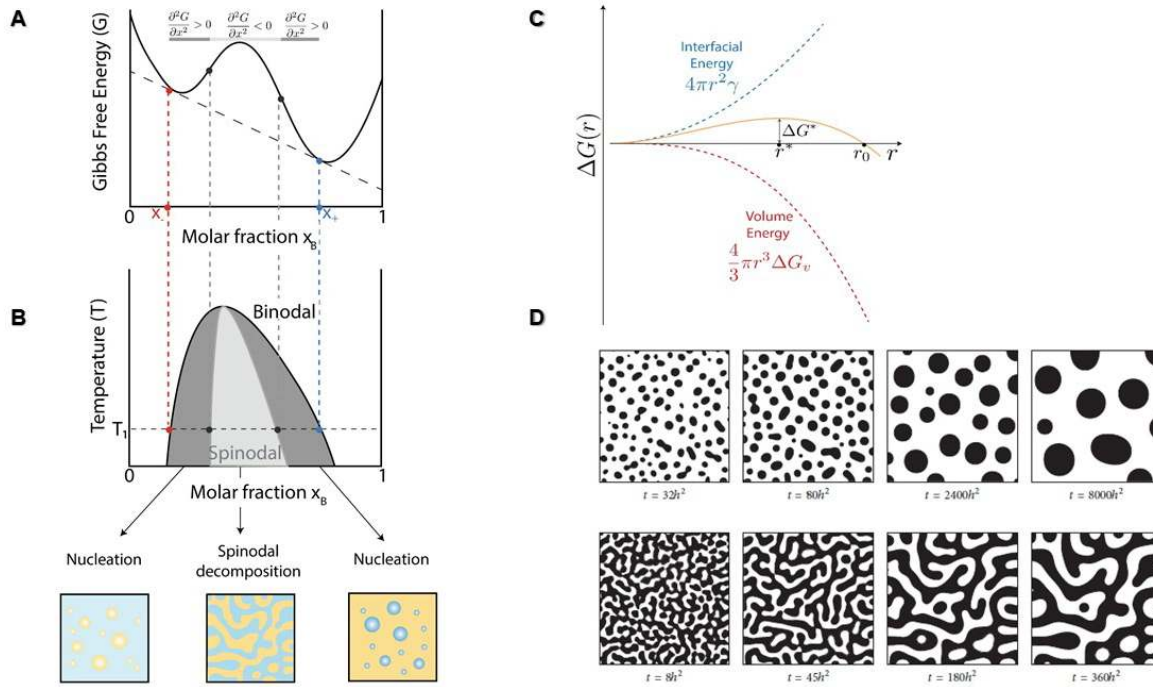 A
∂²G/∂x² > 0
∂²G/∂x² < 0
∂²G/∂x² > 0
Gibbs Free Energy (G)
0
x₋
x₊
1
Molar fraction x_B
B
Temperature (T)
Binodal
T₁
Spinodal
0
1
Molar fraction x_B
Nucleation
Spinodal
decomposition
Nucleation
C
ΔG(r)
Interfacial
Energy
4πr²γ
ΔG*
r*
r₀
r
Volume
Energy
4/3 πr³ΔG_v
D
t = 32h²
t = 80h²
t = 2400h²
t = 8000h²
t = 8h²
t = 45h²
t = 180h²
t = 360h²